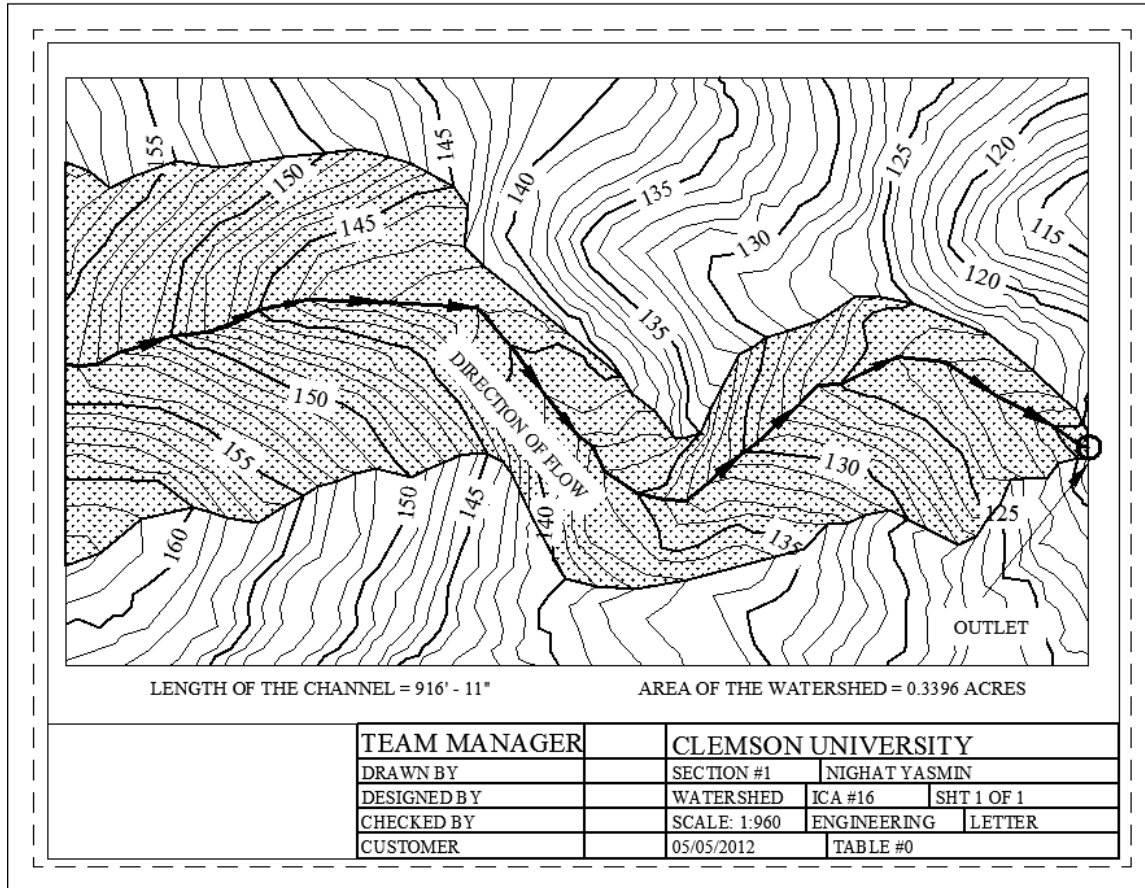 155
145
150
140
135
125
120
145
115
130
120
135
DIRECTION OF FLOW
150
130
155
150
145
140
125
135
160
OUTLET
LENGTH OF THE CHANNEL = 916' - 11"
AREA OF THE WATERSHED = 0.3396 ACRES
TEAM MANAGER
CLEMSON UNIVERSITY
DRAWN BY
SECTION #1
NIGHAT YASMIN
DESIGNED BY
WATERSHED
ICA #16
SHT 1 OF 1
CHECKED BY
SCALE: 1:960
ENGINEERING
LETTER
CUSTOMER
05/05/2012
TABLE #0